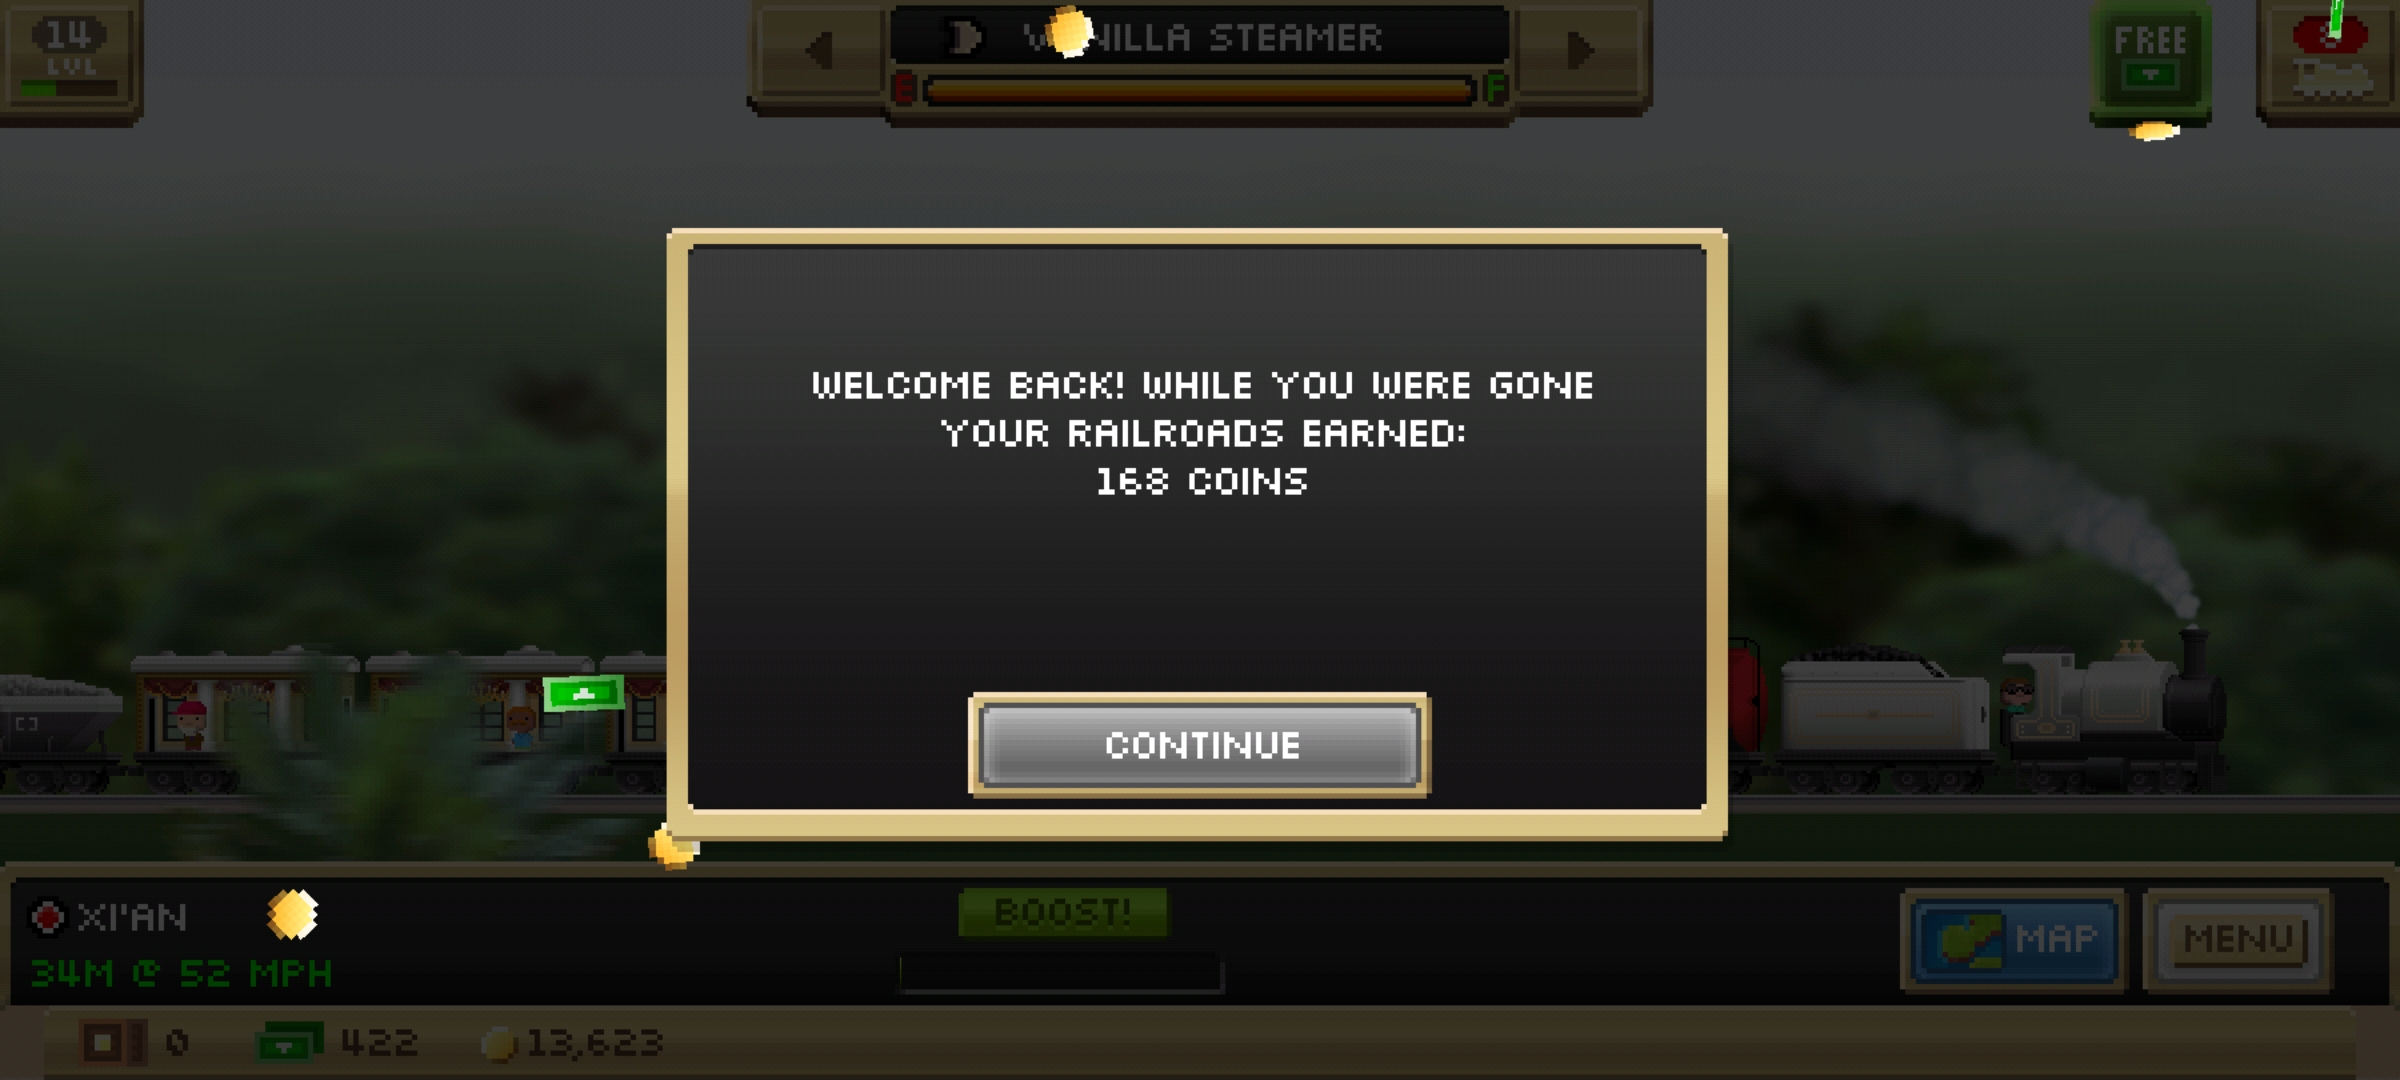 14
LVL
STEAMER
E
F
FREE
WELCOME BACK! WHILE YOU WERE GONE
YOUR RAILROADS EARNED:
168 COINS
CONTINUE
XI'AN
34M @ 52 MPH
BOOST!
MAP
MENU
0
422
13,623